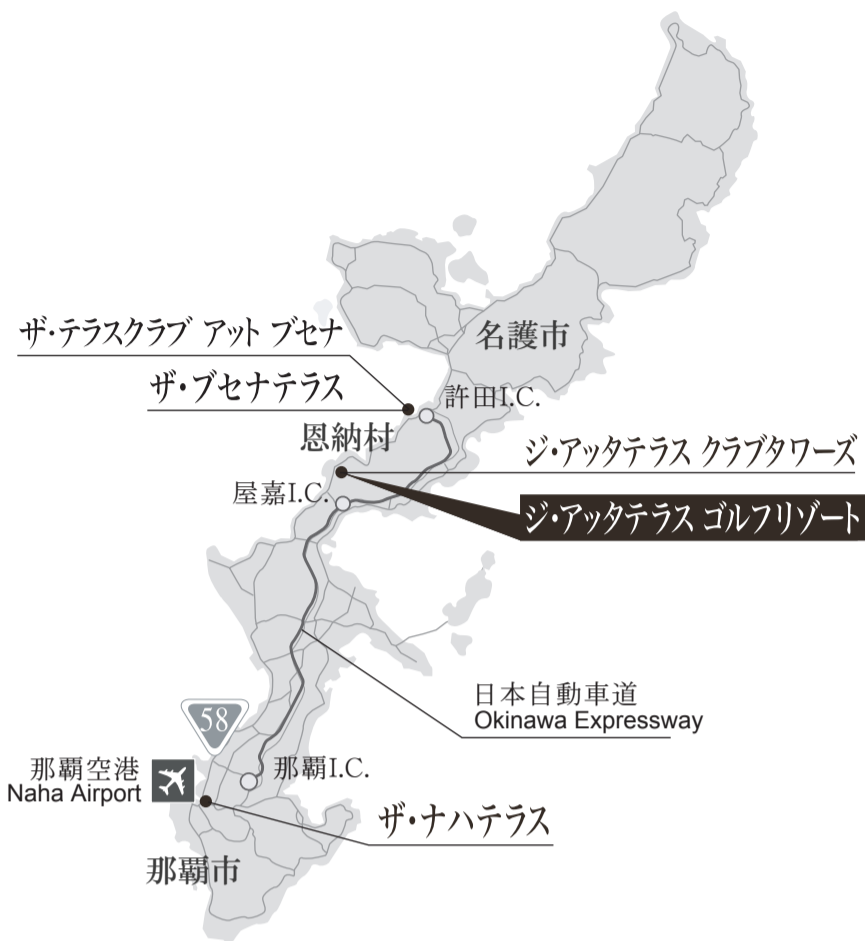 名護市
ザ・テラスクラブ アット ブセナ
ザ・ブセナテラス
許田I.C.
恩納村
ジ・アッタテラス クラブタワーズ
屋嘉I.C.
ジ・アッタテラス ゴルフリゾート
日本自動車道
Okinawa Expressway
58
那覇空港
Naha Airport
那覇I.C.
ザ・ナハテラス
那覇市